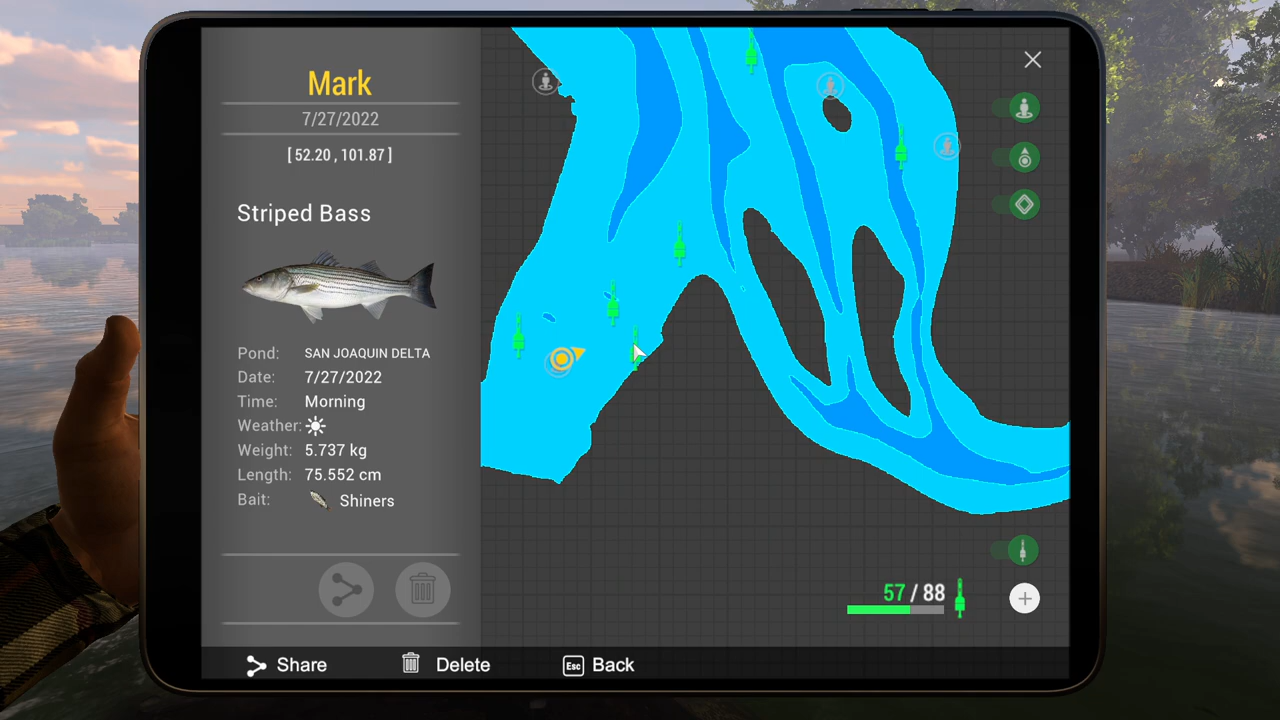 Mark
7/27/2022
[ 52.20 , 101.87 ]
Striped Bass
Pond: SAN JOAQUIN DELTA
Date: 7/27/2022
Time: Morning
Weather:
Weight: 5.737 kg
Length: 75.552 cm
Bait: Shiners
57 / 88
Share Delete Esc Back